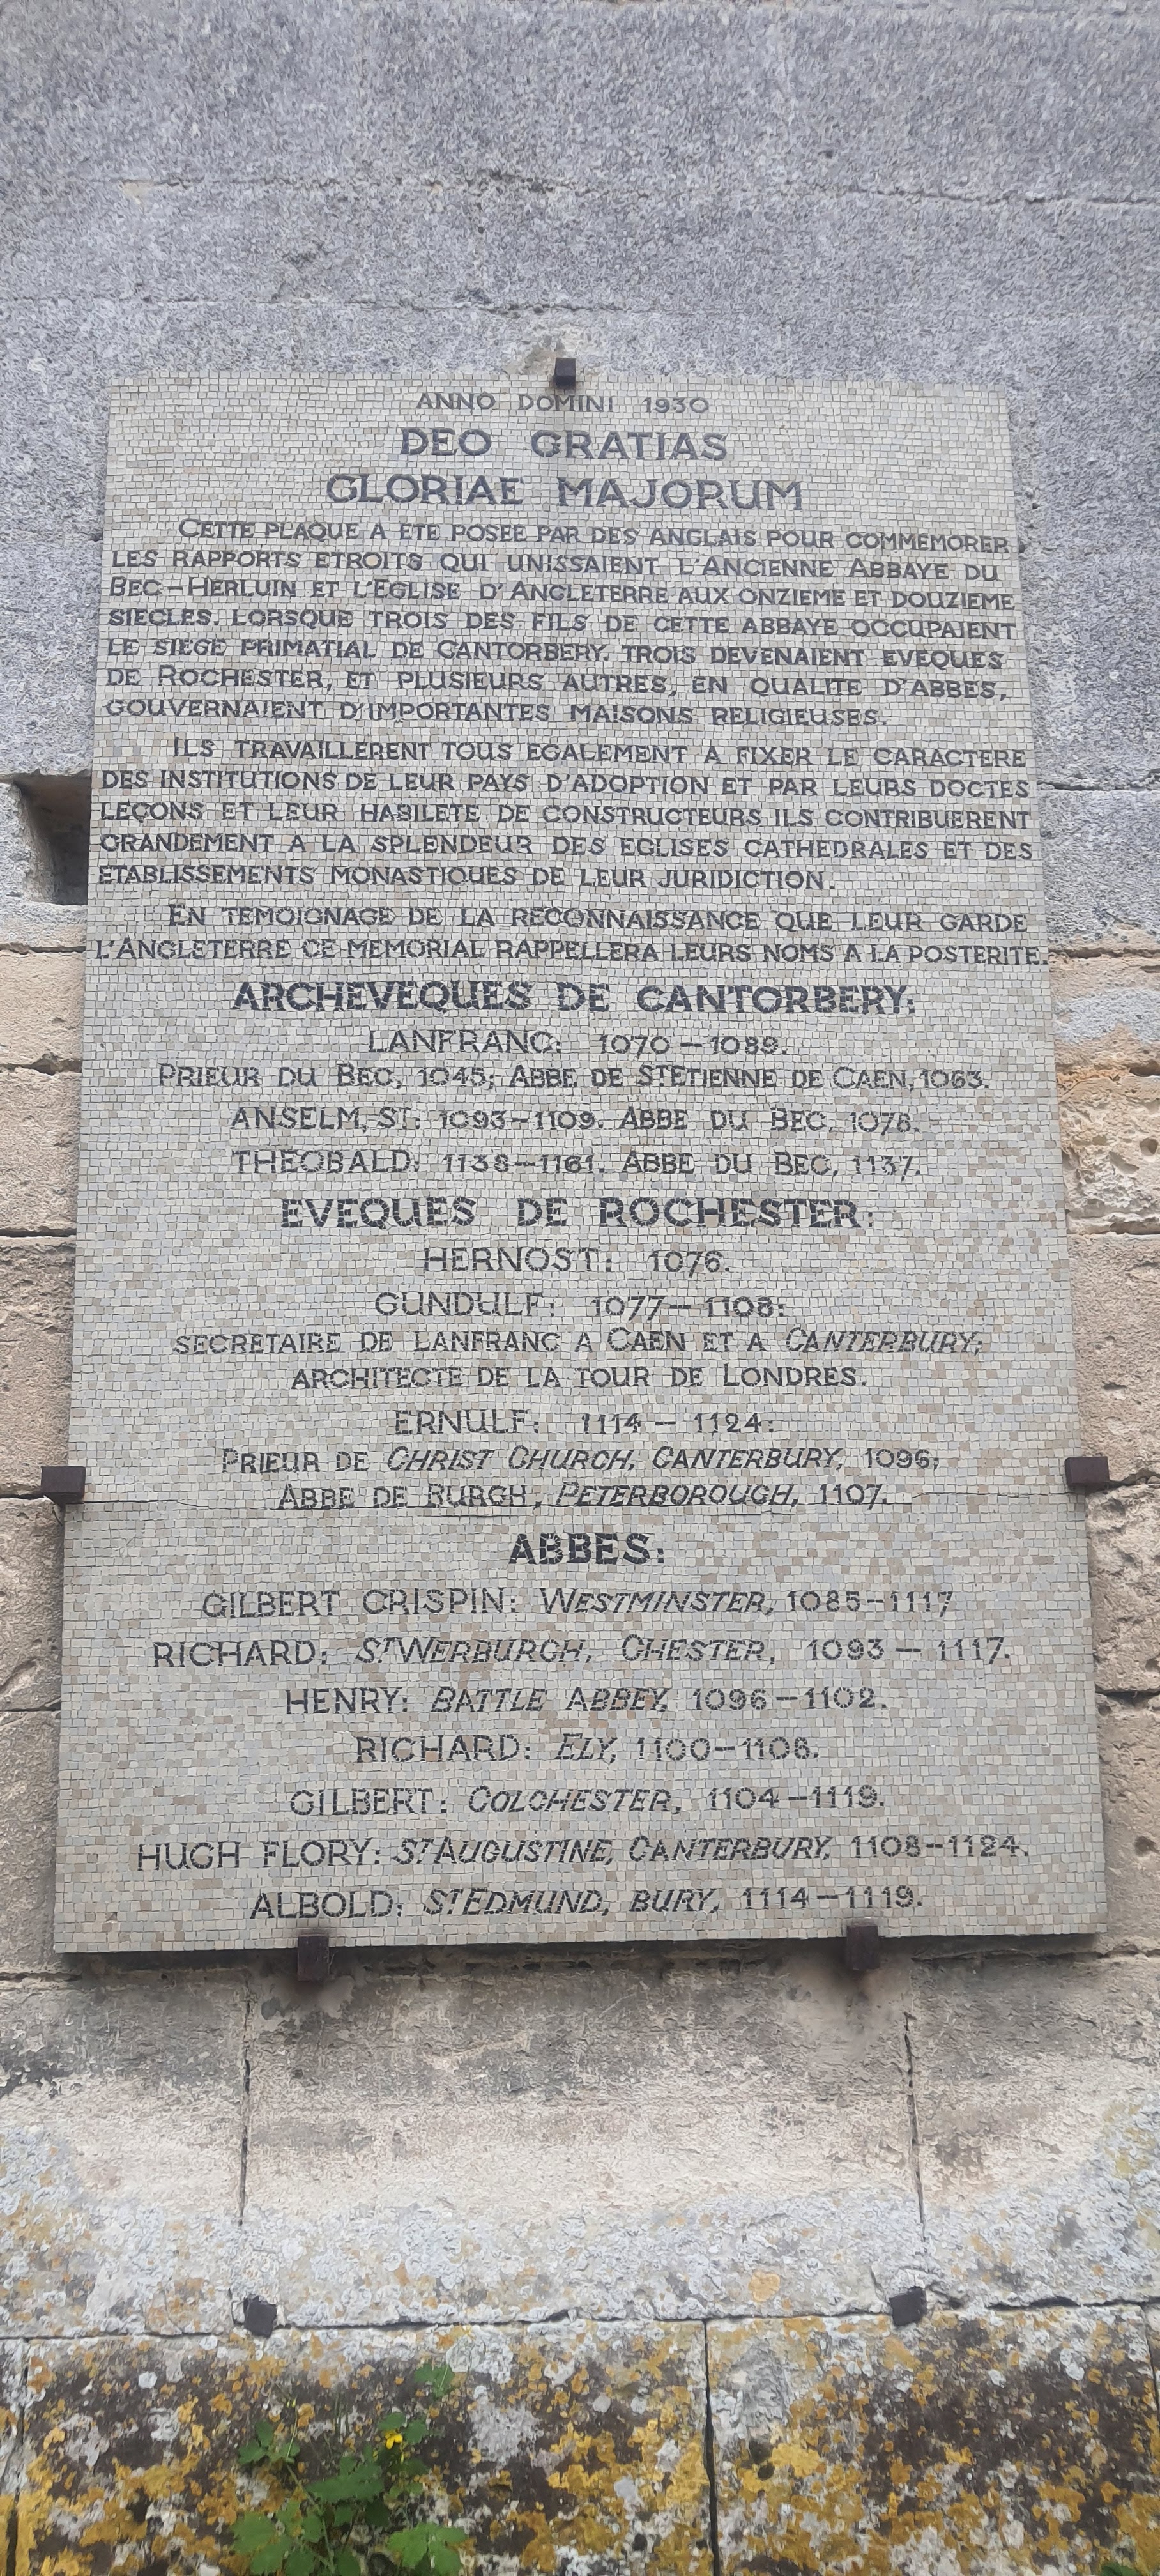 ANNO DOMINI 1930
DEO GRATIAS
GLORIAE MAJORUM
CETTE PLAQUE A ETE POSEE PAR DES ANGLAIS POUR COMMEMORER
LES RAPPORTS ETROITS QUI UNISSAIENT L'ANCIENNE ABBAYE DU
BEC-HERLUIN ET L'EGLISE D'ANGLETERRE AUX ONZIEME ET DOUZIEME
SIECLES. LORSQUE TROIS DES FILS DE CETTE ABBAYE OCCUPAIENT
LE SIEGE PRIMATIAL DE CANTORBERY. TROIS DEVENAIENT EVEQUES
DE ROCHESTER, ET PLUSIEURS AUTRES, EN QUALITE D'ABBES,
GOUVERNAIENT D'IMPORTANTES MAISONS RELIGIEUSES.
ILS TRAVAILLERENT TOUS EGALEMENT A FIXER LE CARACTERE
DES INSTITUTIONS DE LEUR PAYS D'ADOPTION ET PAR LEURS DOCTES
LEÇONS ET LEUR HABILETE DE CONSTRUCTEURS ILS CONTRIBUERENT
GRANDEMENT A LA SPLENDEUR DES EGLISES CATHEDRALES ET DES
ETABLISSEMENTS MONASTIQUES DE LEUR JURIDICTION.
EN TEMOIGNAGE DE LA RECONNAISSANCE QUE LEUR GARDE
L'ANGLETERRE CE MEMORIAL RAPPELLERA LEURS NOMS A LA POSTERITE.
ARCHEVEQUES DE CANTORBERY:
LANFRANC: 1070-1089.
PRIEUR DU BEC, 1045; ABBE DE ST ETIENNE DE CAEN, 1063.
ANSELM, ST: 1093-1109. ABBE DU BEC, 1078.
THEOBALD: 1138-1161. ABBE DU BEC, 1137.
EVEQUES DE ROCHESTER:
HERNOST: 1076.
GUNDULF: 1077-1108:
SECRETAIRE DE LANFRANC A CAEN ET A CANTERBURY;
ARCHITECTE DE LA TOUR DE LONDRES.
ERNULF: 1114-1124:
PRIEUR DE CHRIST CHURCH, CANTERBURY, 1096;
ABBE DE BURGH, PETERBOROUGH, 1107.
ABBES:
GILBERT CRISPIN: WESTMINSTER, 1085-1117
RICHARD: ST WERBURGH, CHESTER, 1093-1117.
HENRY: BATTLE ABBEY, 1096-1102.
RICHARD: ELY, 1100-1108.
GILBERT: COLCHESTER, 1104-1119.
HUGH FLORY: ST AUGUSTINE, CANTERBURY, 1108-1124.
ALBOLD: ST EDMUND, BURY, 1114-1119.